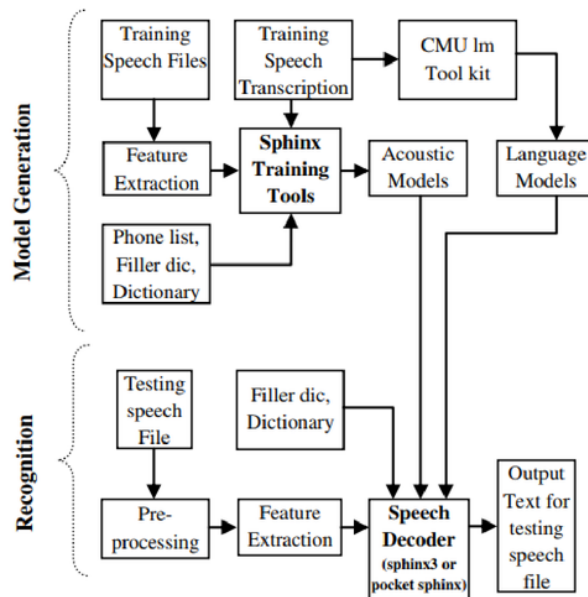 Model Generation
Training
Speech Files
Training
Speech
Transcription
CMU lm
Tool kit
Feature
Extraction
Sphinx
Training
Tools
Acoustic
Models
Language
Models
Phone list,
Filler dic,
Dictionary
Recognition
Testing
speech
File
Filler dic,
Dictionary
Pre-
processing
Feature
Extraction
Speech
Decoder
(sphinx3 or
pocket sphinx)
Output
Text for
testing
speech
file